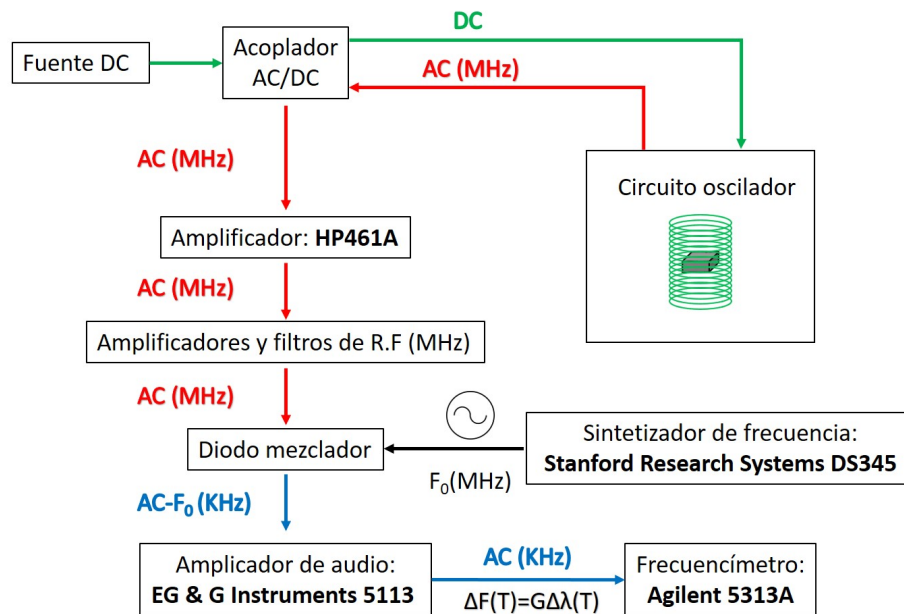 DC
Fuente DC
Acoplador
AC/DC
AC (MHz)
AC (MHz)
Circuito oscilador
Amplificador: HP461A
AC (MHz)
Amplificadores y filtros de R.F (MHz)
AC (MHz)
Diodo mezclador
F₀(MHz)
Sintetizador de frecuencia:
Stanford Research Systems DS345
AC-F₀ (KHz)
Amplicador de audio:
EG & G Instruments 5113
AC (KHz)
ΔF(T)=GΔλ(T)
Frecuencímetro:
Agilent 5313A